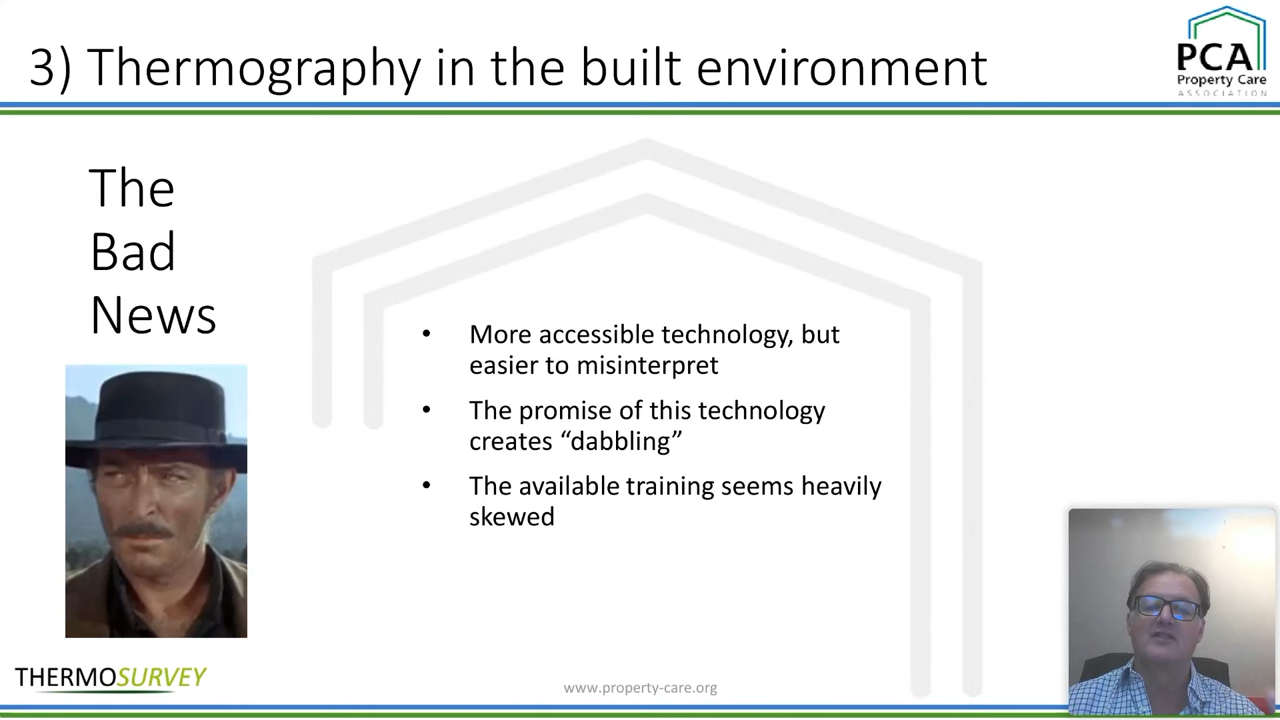 3) Thermography in the built environment
PCA
Property Care
ASSOCIATION
The
Bad
News
• More accessible technology, but
easier to misinterpret
• The promise of this technology
creates “dabbling”
• The available training seems heavily
skewed
THERMOSURVEY
www.property-care.org